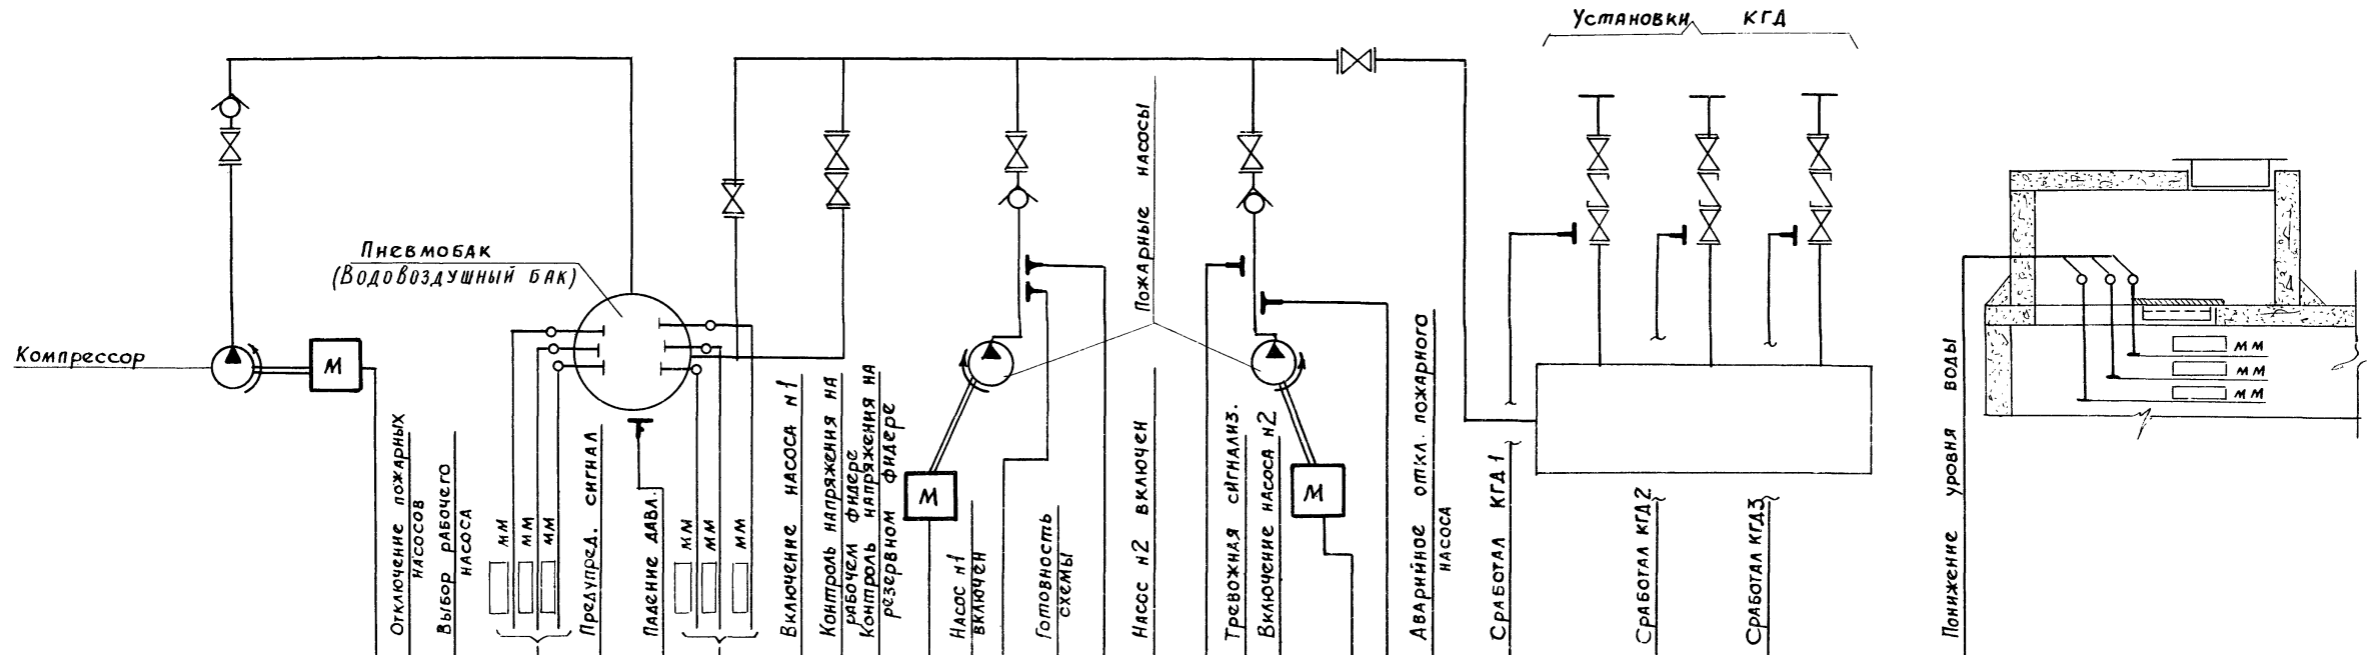 Установки КГД
Пневмобак
(Водовоздушный бак)
Компрессор
Пожарные насосы
М
М
М
Отключение пожарных
насосов
Выбор рабочего
насоса
мм
мм
мм
Предупред. сигнал
Падение давл.
мм
мм
мм
Включение насоса н1
Контроль напряжения на
рабочем фидере
Контроль напряжения на
резервном фидере
Насос н1
включен
Готовность
схемы
Насос н2 включен
Тревожная сигнализ.
Включение насоса н2
Аварийное откл. пожарного
насоса
Сработал КГД1
Сработал КГД2
Сработал КГД3
Понижение уровня воды
мм
мм
мм